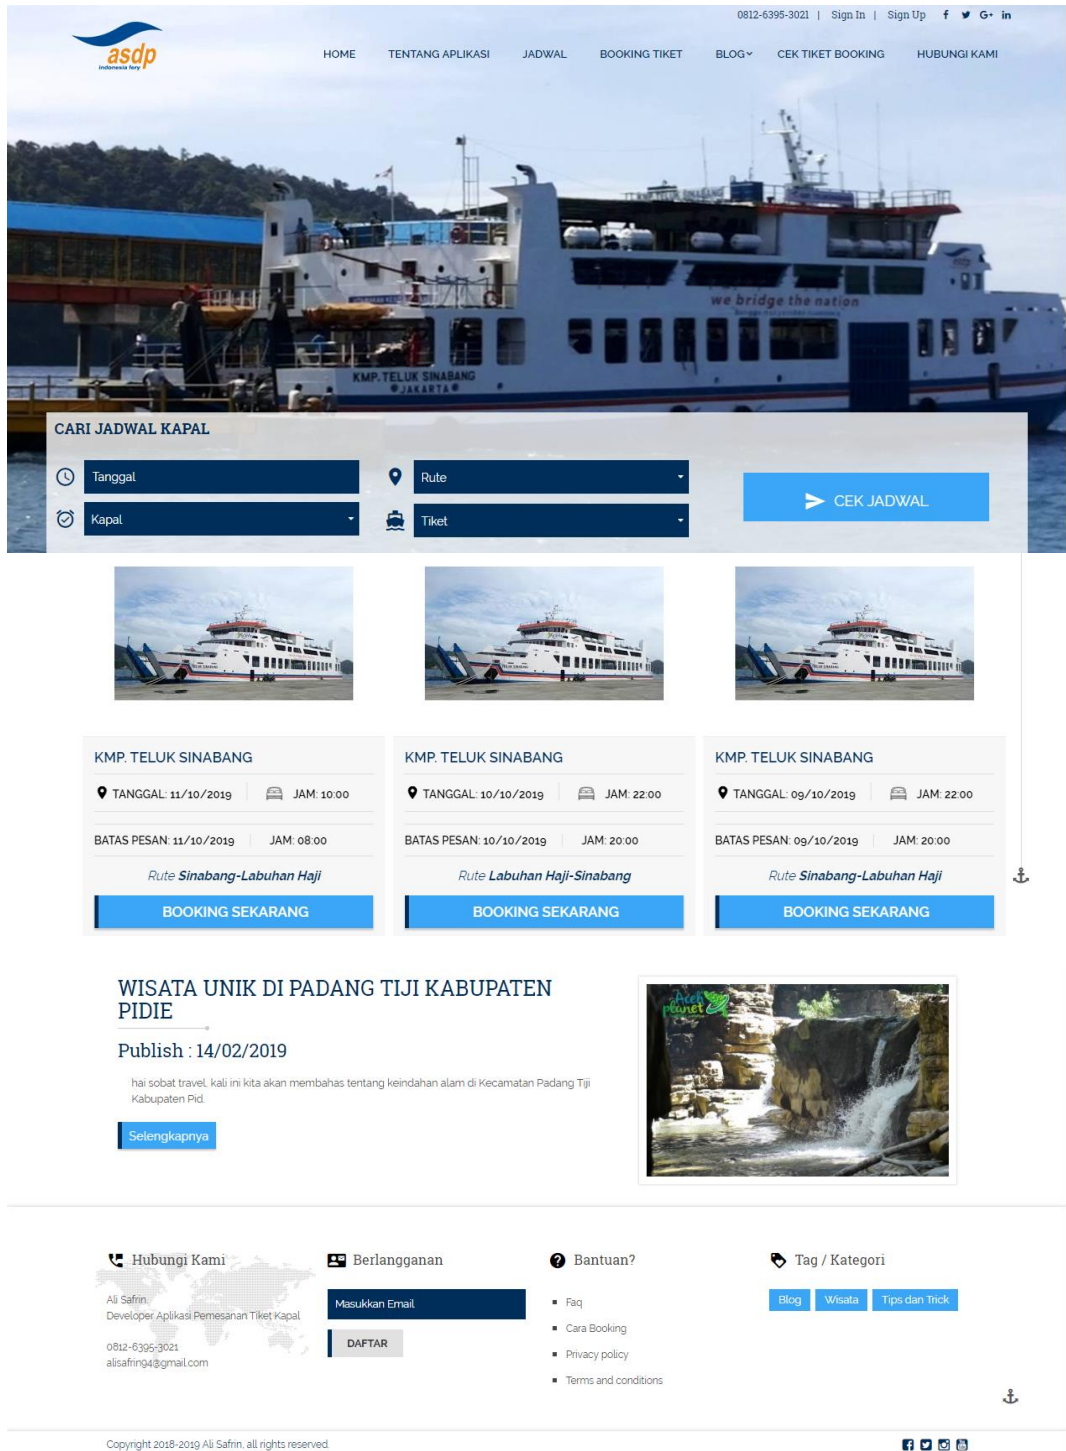 0812-6395-3021 | Sign In | Sign Up
asdp
indonesia fery
HOME TENTANG APLIKASI JADWAL BOOKING TIKET BLOG CEK TIKET BOOKING HUBUNGI KAMI
we bridge the nation
KMP. TELUK SINABANG
JAKARTA
CARI JADWAL KAPAL
Tanggal Rute
CEK JADWAL
Kapal Tiket
KMP. TELUK SINABANG KMP. TELUK SINABANG KMP. TELUK SINABANG
TANGGAL: 11/10/2019 JAM: 10:00 TANGGAL: 10/10/2019 JAM: 22:00 TANGGAL: 09/10/2019 JAM: 22:00
BATAS PESAN: 11/10/2019 JAM: 08:00 BATAS PESAN: 10/10/2019 JAM: 20:00 BATAS PESAN: 09/10/2019 JAM: 20:00
Rute Sinabang-Labuhan Haji Rute Labuhan Haji-Sinabang Rute Sinabang-Labuhan Haji
BOOKING SEKARANG BOOKING SEKARANG BOOKING SEKARANG
WISATA UNIK DI PADANG TIJI KABUPATEN
PIDIE
Publish : 14/02/2019
hai sobat travel, kali ini kita akan membahas tentang keindahan alam di Kecamatan Padang Tiji
Kabupaten Pid.
Selengkapnya
Aceh
planet
Hubungi Kami Berlangganan Bantuan? Tag / Kategori
Ali Safrin,
Developer Aplikasi Pemesanan Tiket Kapal
0812-6395-3021
alisafrin94@gmail.com
Masukkan Email
DAFTAR
Faq
Cara Booking
Privacy policy
Terms and conditions
Blog Wisata Tips dan Trick
Copyright 2018-2019 Ali Safrin, all rights reserved.